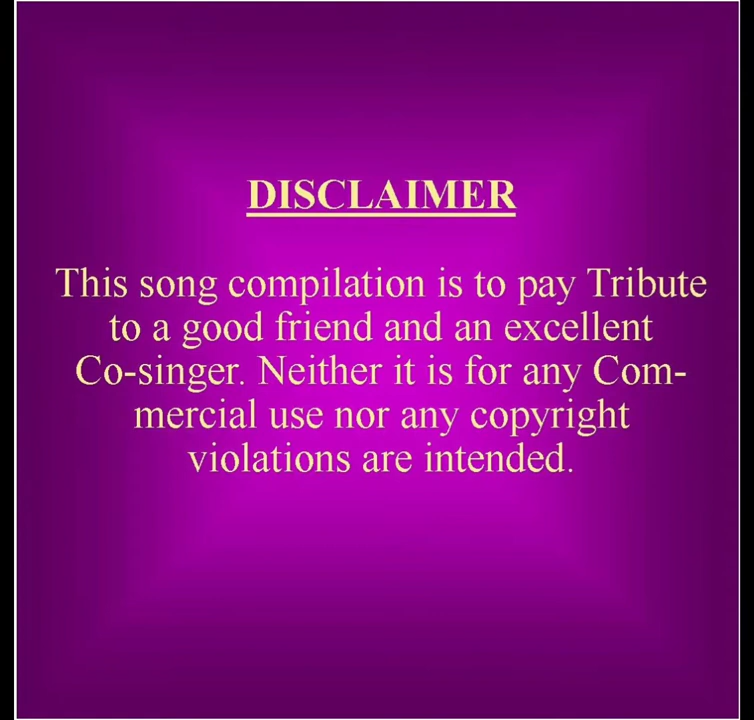 DISCLAIMER
This song compilation is to pay Tribute
to a good friend and an excellent
Co-singer. Neither it is for any Com-
mercial use nor any copyright
violations are intended.